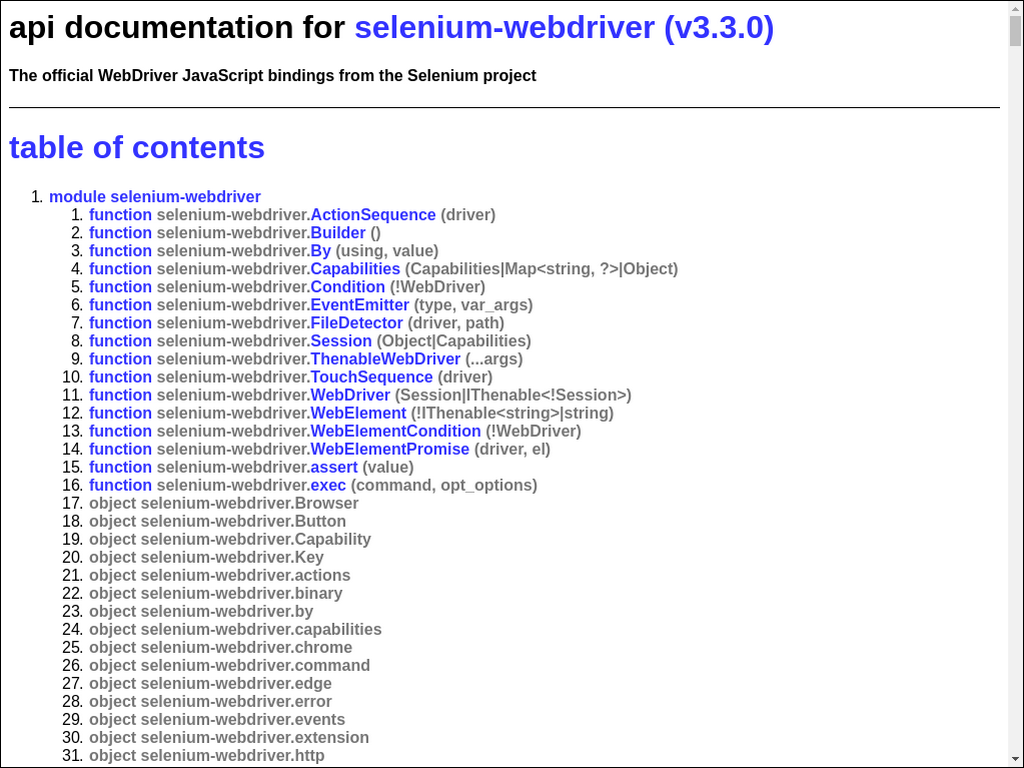 api documentation for selenium-webdriver (v3.3.0)
The official WebDriver JavaScript bindings from the Selenium project
table of contents
1. module selenium-webdriver
1. function selenium-webdriver.ActionSequence (driver)
2. function selenium-webdriver.Builder ()
3. function selenium-webdriver.By (using, value)
4. function selenium-webdriver.Capabilities (Capabilities|Map<string, ?>|Object)
5. function selenium-webdriver.Condition (!WebDriver)
6. function selenium-webdriver.EventEmitter (type, var_args)
7. function selenium-webdriver.FileDetector (driver, path)
8. function selenium-webdriver.Session (Object|Capabilities)
9. function selenium-webdriver.ThenableWebDriver (...args)
10. function selenium-webdriver.TouchSequence (driver)
11. function selenium-webdriver.WebDriver (Session|IThenable<!Session>)
12. function selenium-webdriver.WebElement (!IThenable<string>|string)
13. function selenium-webdriver.WebElementCondition (!WebDriver)
14. function selenium-webdriver.WebElementPromise (driver, el)
15. function selenium-webdriver.assert (value)
16. function selenium-webdriver.exec (command, opt_options)
17. object selenium-webdriver.Browser
18. object selenium-webdriver.Button
19. object selenium-webdriver.Capability
20. object selenium-webdriver.Key
21. object selenium-webdriver.actions
22. object selenium-webdriver.binary
23. object selenium-webdriver.by
24. object selenium-webdriver.capabilities
25. object selenium-webdriver.chrome
26. object selenium-webdriver.command
27. object selenium-webdriver.edge
28. object selenium-webdriver.error
29. object selenium-webdriver.events
30. object selenium-webdriver.extension
31. object selenium-webdriver.http